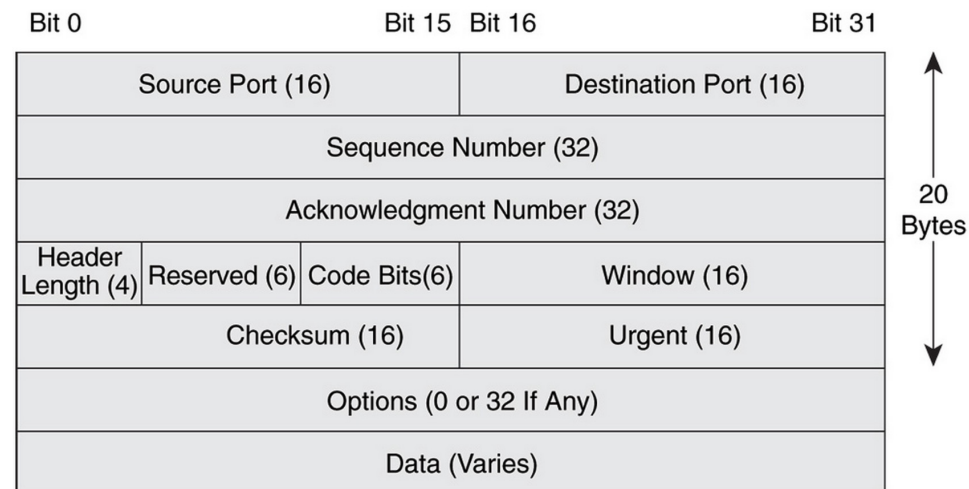 Bit 0 Bit 15 Bit 16 Bit 31
Source Port (16) Destination Port (16)
Sequence Number (32)
Acknowledgment Number (32)
20
Bytes
Header
Length (4) Reserved (6) Code Bits(6) Window (16)
Checksum (16) Urgent (16)
Options (0 or 32 If Any)
Data (Varies)